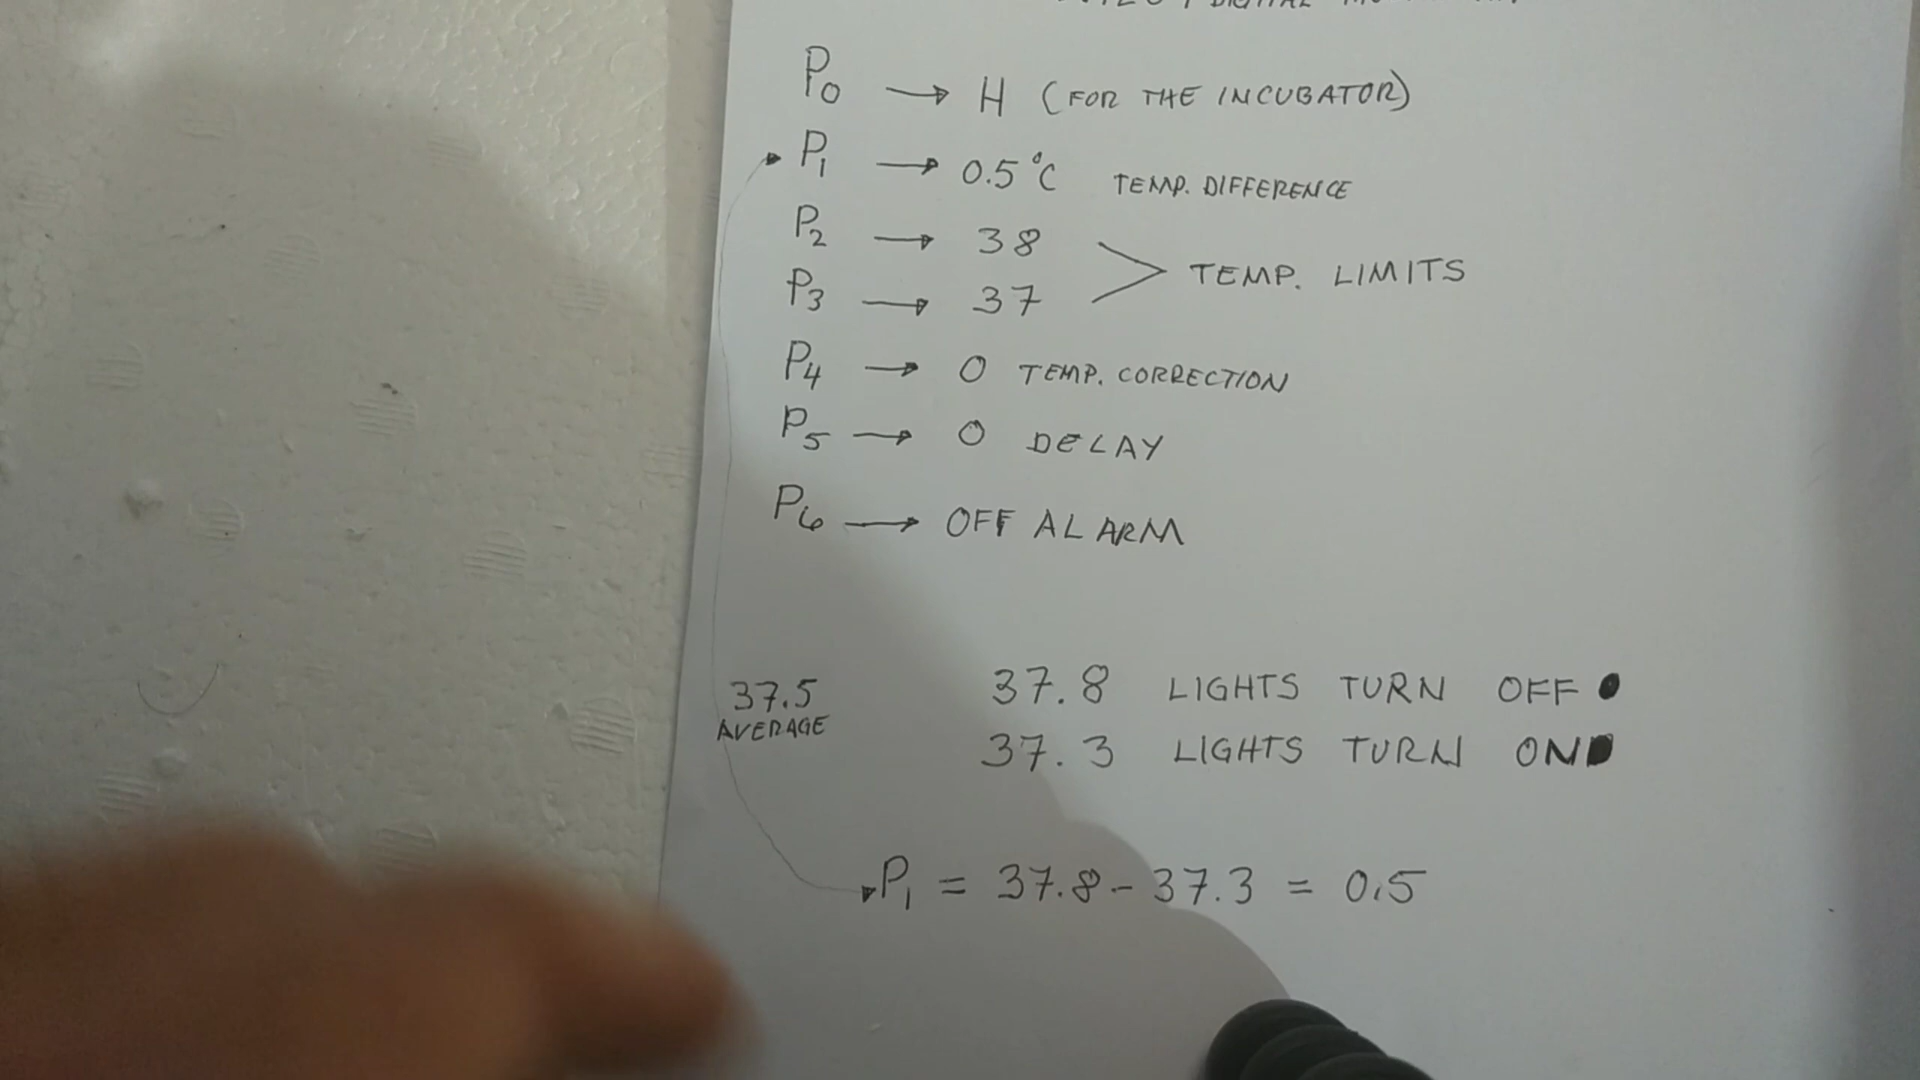 P0 → H (FOR THE INCUBATOR)
P1 → 0.5°C TEMP. DIFFERENCE
P2 → 38
P3 → 37
> TEMP. LIMITS
P4 → 0 TEMP. CORRECTION
P5 → 0 DELAY
P6 → OFF ALARM
37.5
AVERAGE
37.8 LIGHTS TURN OFF
37.3 LIGHTS TURN ON
P1 = 37.8 - 37.3 = 0.5